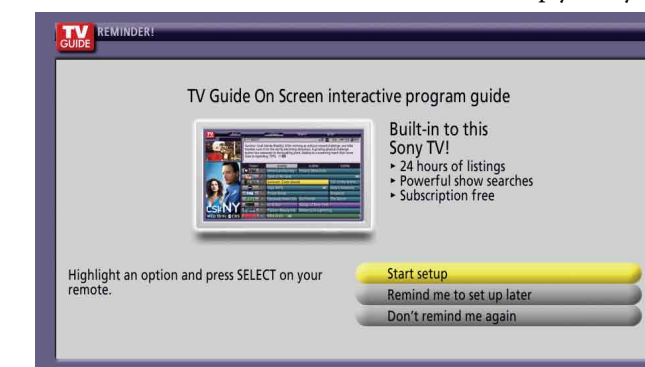 TV
GUIDE
REMINDER!
TV Guide On Screen interactive program guide
Built-in to this
Sony TV!
▸ 24 hours of listings
▸ Powerful show searches
▸ Subscription free
CSI: NY
Highlight an option and press SELECT on your
remote.
Start setup
Remind me to set up later
Don't remind me again